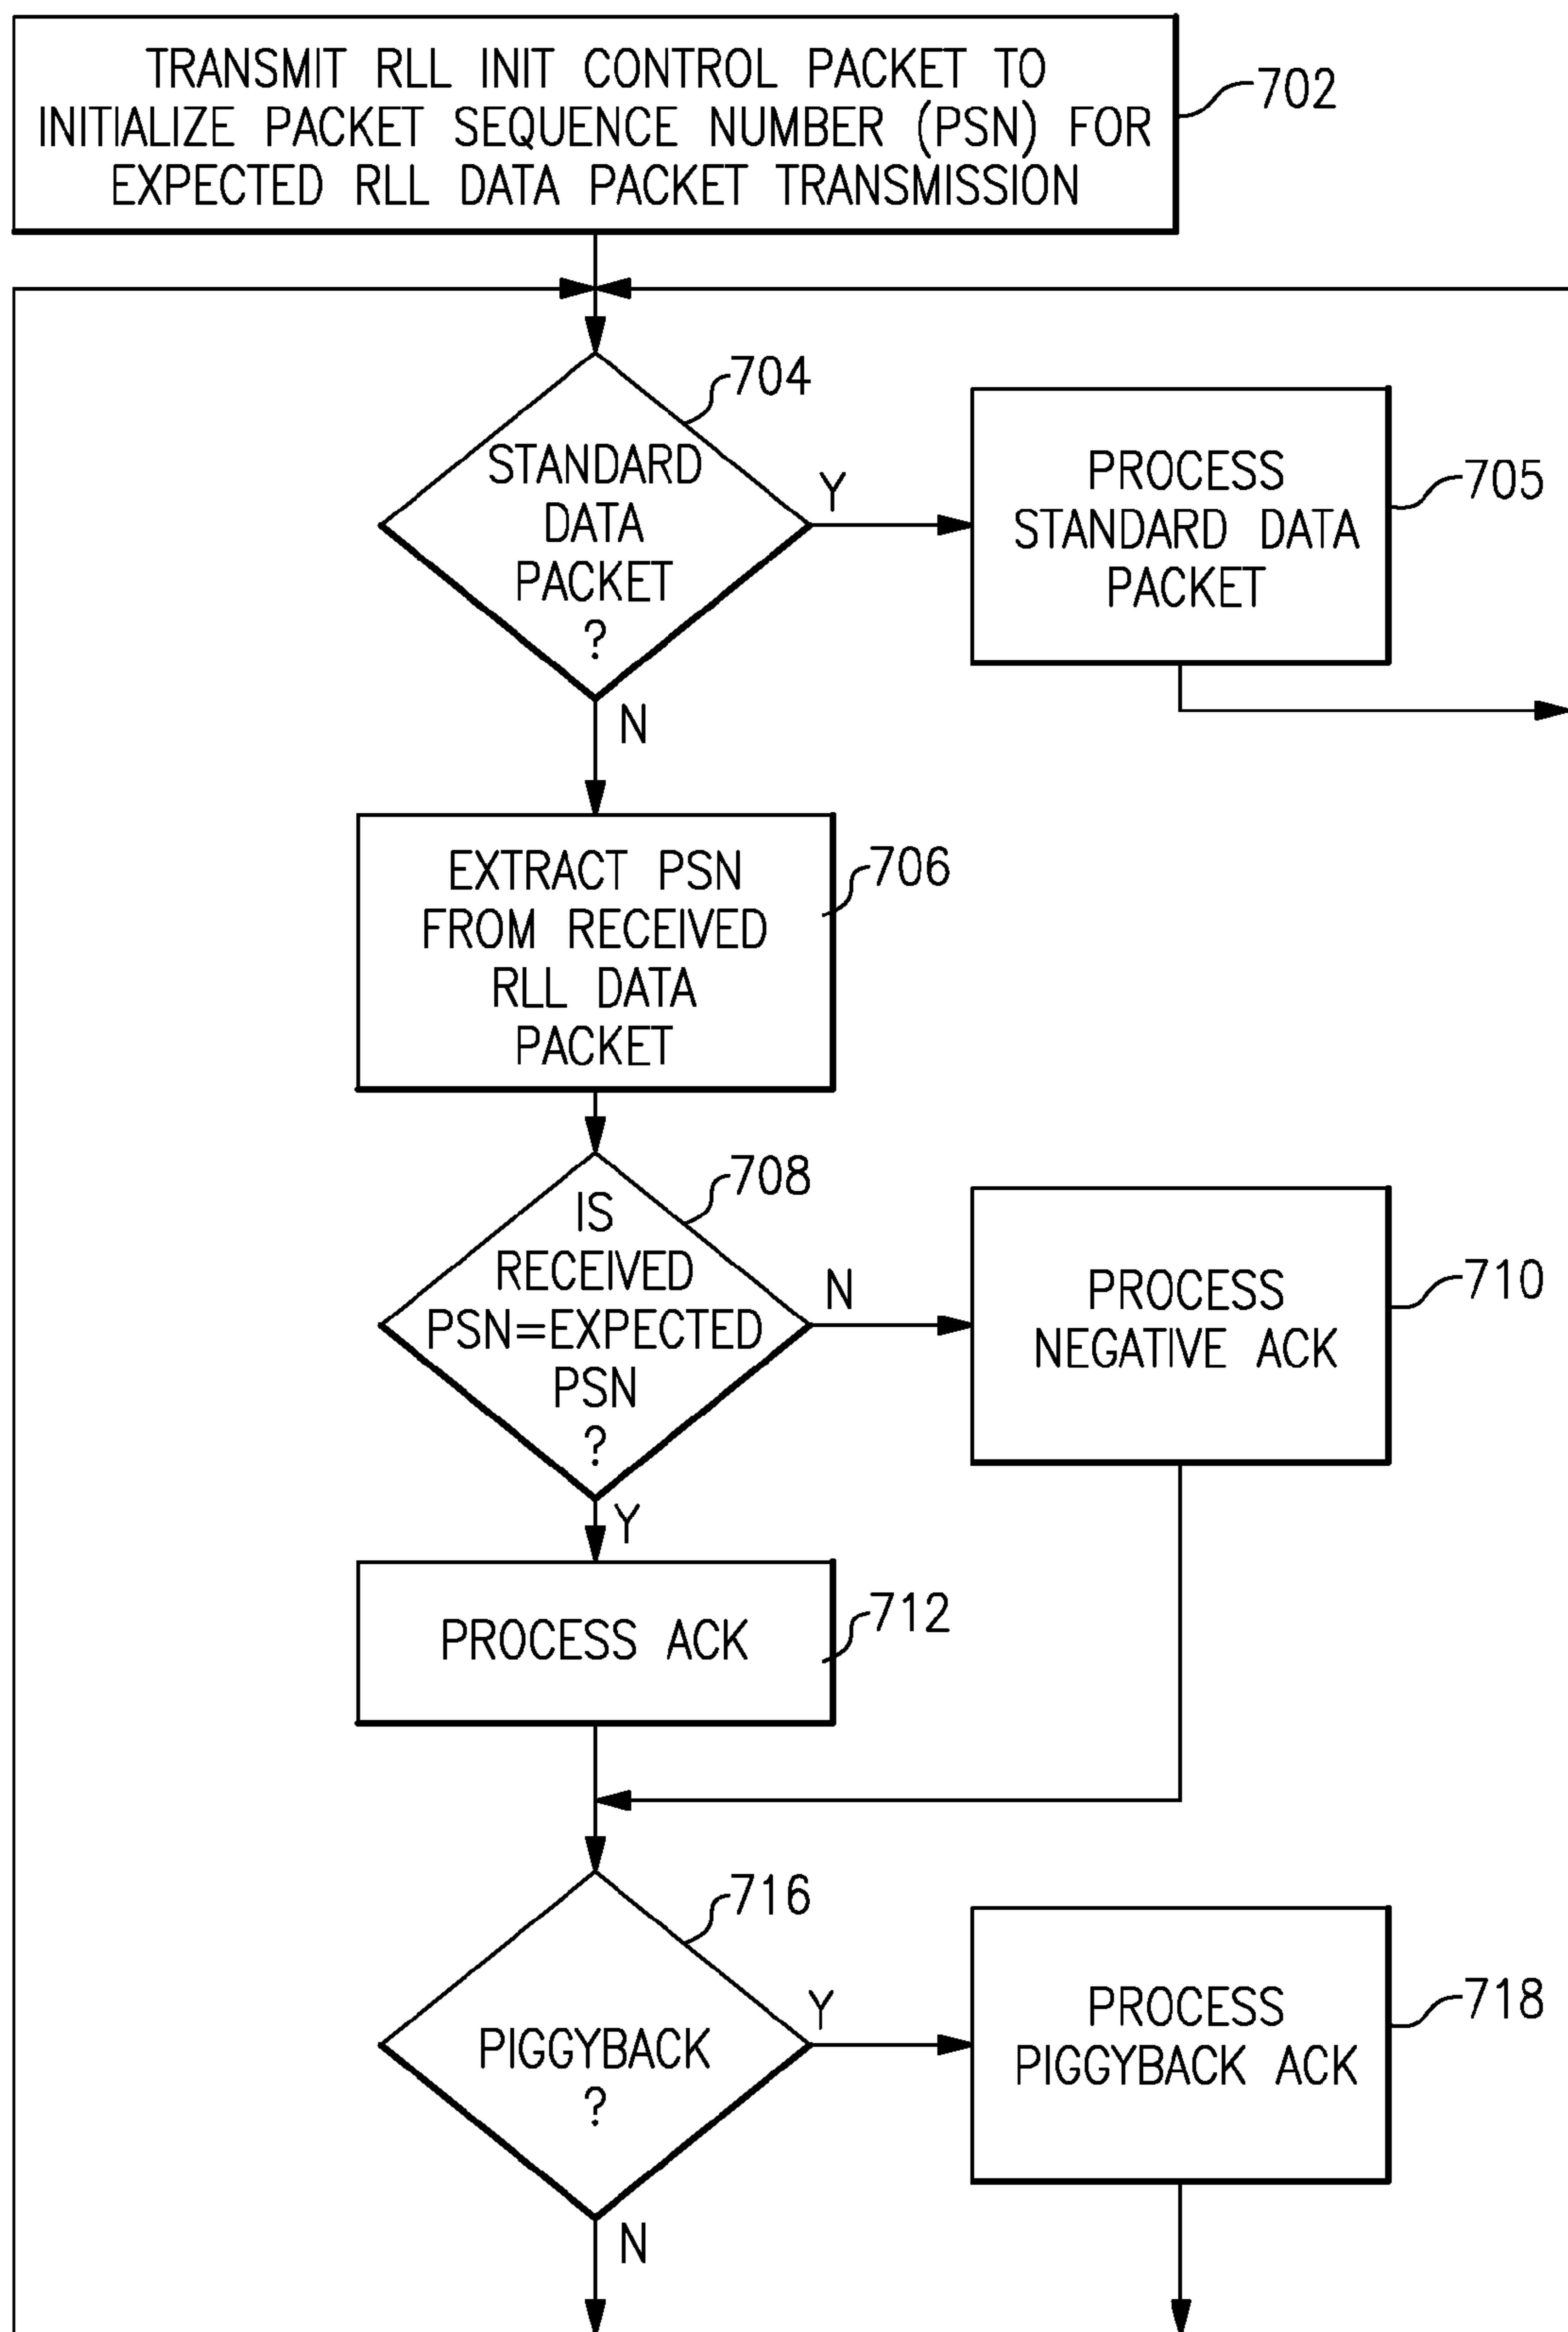 TRANSMIT RLL INIT CONTROL PACKET TO
INITIALIZE PACKET SEQUENCE NUMBER (PSN) FOR
EXPECTED RLL DATA PACKET TRANSMISSION
702
704
STANDARD
DATA
PACKET
?
Y
PROCESS
STANDARD DATA
PACKET
705
N
EXTRACT PSN
FROM RECEIVED
RLL DATA
PACKET
706
708
IS
RECEIVED
PSN=EXPECTED
PSN
?
N
PROCESS
NEGATIVE ACK
710
Y
PROCESS ACK
712
716
PIGGYBACK
?
Y
PROCESS
PIGGYBACK ACK
718
N